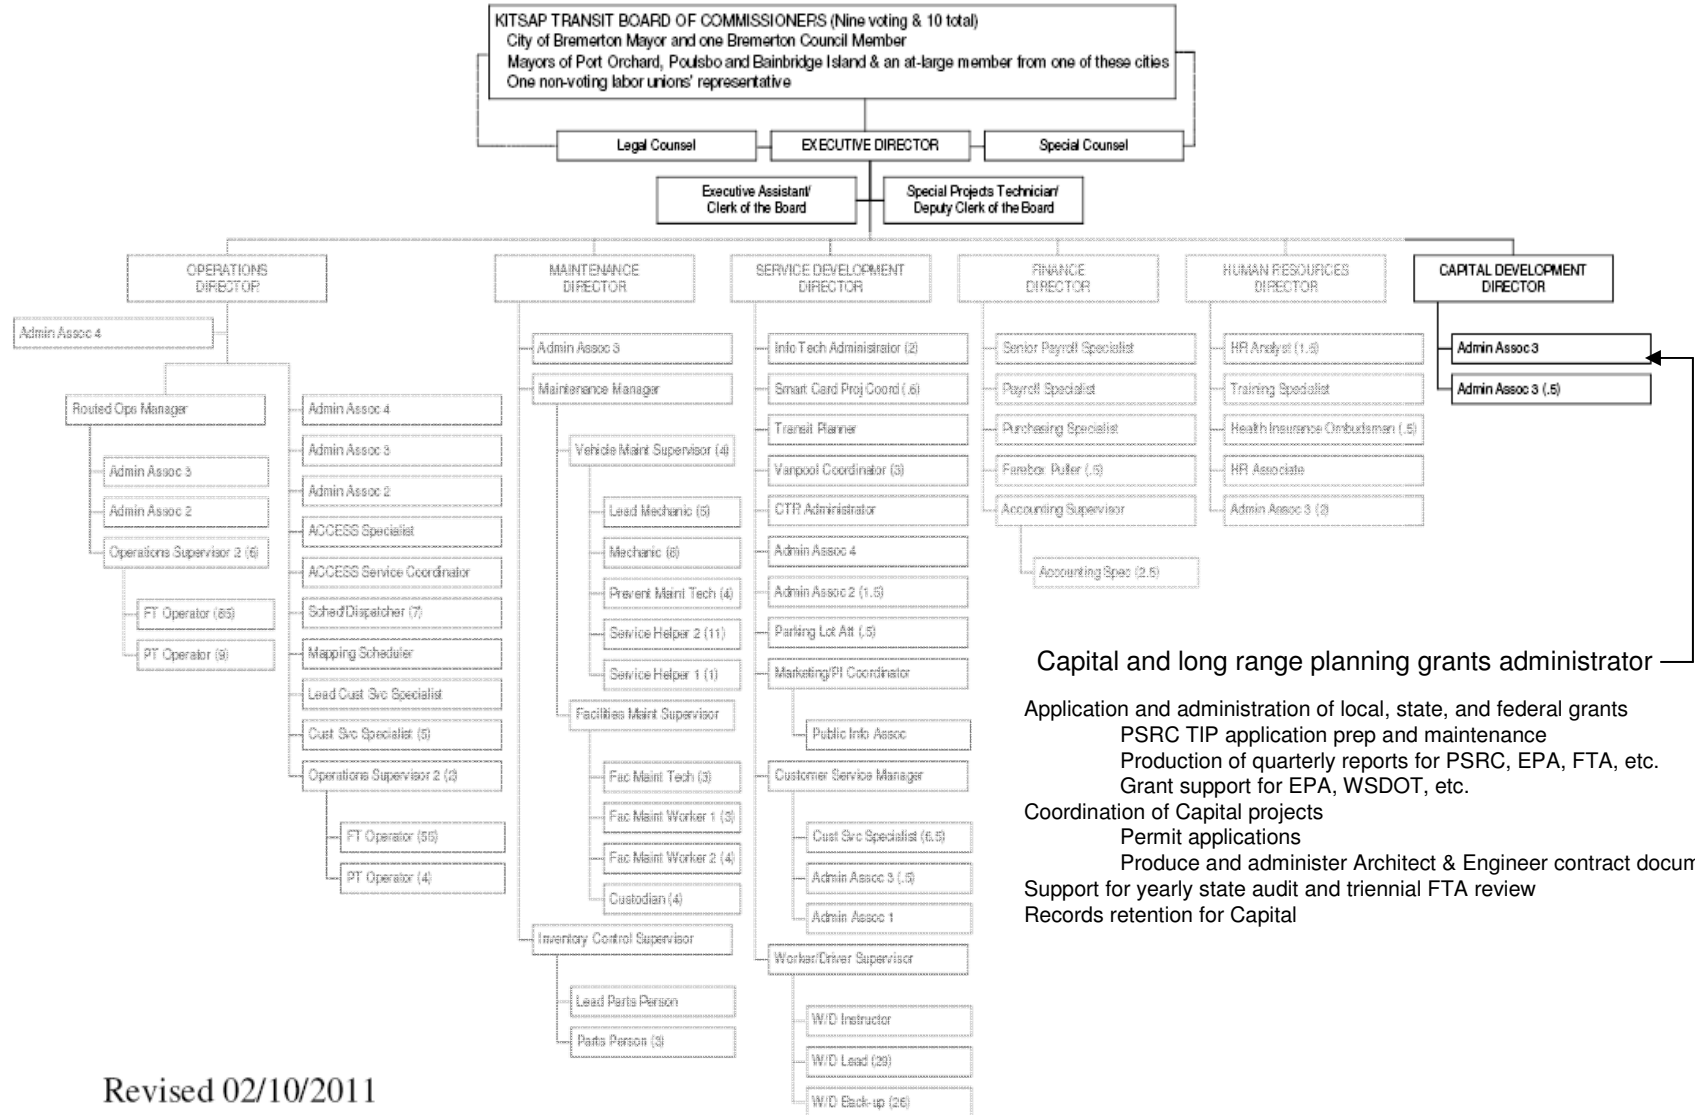 KITSAP TRANSIT BOARD OF COMMISSIONERS (Nine voting & 10 total)
City of Bremerton Mayor and one Bremerton Council Member
Mayors of Port Orchard, Poulsbo and Bainbridge Island & an at-large member from one of these cities
One non-voting labor unions' representative
Legal Counsel
EXECUTIVE DIRECTOR
Special Counsel
Executive Assistant/
Clerk of the Board
Special Projects Technician/
Deputy Clerk of the Board
OPERATIONS
DIRECTOR
Admin Assoc 4
Routed Ops Manager
Admin Assoc 3
Admin Assoc 2
Operations Supervisor 2 (6)
FT Operator (65)
PT Operator (9)
Admin Assoc 4
Admin Assoc 3
Admin Assoc 2
ACCESS Specialist
ACCESS Service Coordinator
Sched/Dispatcher (7)
Mapping Scheduler
Lead Cust Svc Specialist
Cust Svc Specialist (5)
Operations Supervisor 2 (2)
FT Operator (55)
PT Operator (4)
MAINTENANCE
DIRECTOR
Admin Assoc 3
Maintenance Manager
Vehicle Maint Supervisor (4)
Lead Mechanic (5)
Mechanic (8)
Prevent Maint Tech (4)
Service Helper 2 (11)
Service Helper 1 (1)
Facilities Maint Supervisor
Fac Maint Tech (3)
Fac Maint Worker 1 (3)
Fac Maint Worker 2 (4)
Custodian (4)
Inventory Control Supervisor
Lead Parts Person
Parts Person (3)
SERVICE DEVELOPMENT
DIRECTOR
Info Tech Administrator (2)
Smart Card Proj Coord (.6)
Transit Planner
Vanpool Coordinator (3)
CTR Administrator
Admin Assoc 4
Admin Assoc 2 (1.5)
Parking Lot Att (.5)
Marketing/PI Coordinator
Public Info Assoc
Customer Service Manager
Cust Svc Specialist (6.5)
Admin Assoc 3 (.5)
Admin Assoc 1
Worker/Driver Supervisor
W/D Instructor
W/D Lead (29)
W/D Back-up (26)
FINANCE
DIRECTOR
Senior Payroll Specialist
Payroll Specialist
Purchasing Specialist
Farebox Puller (.5)
Accounting Supervisor
Accounting Spec (2.5)
HUMAN RESOURCES
DIRECTOR
HR Analyst (1.5)
Training Specialist
Health Insurance Ombudsman (.5)
HR Associate
Admin Assoc 3 (2)
CAPITAL DEVELOPMENT
DIRECTOR
Admin Assoc 3
Admin Assoc 3 (.5)
Capital and long range planning grants administrator
Application and administration of local, state, and federal grants
PSRC TIP application prep and maintenance
Production of quarterly reports for PSRC, EPA, FTA, etc.
Grant support for EPA, WSDOT, etc.
Coordination of Capital projects
Permit applications
Produce and administer Architect & Engineer contract docum
Support for yearly state audit and triennial FTA review
Records retention for Capital
Revised 02/10/2011